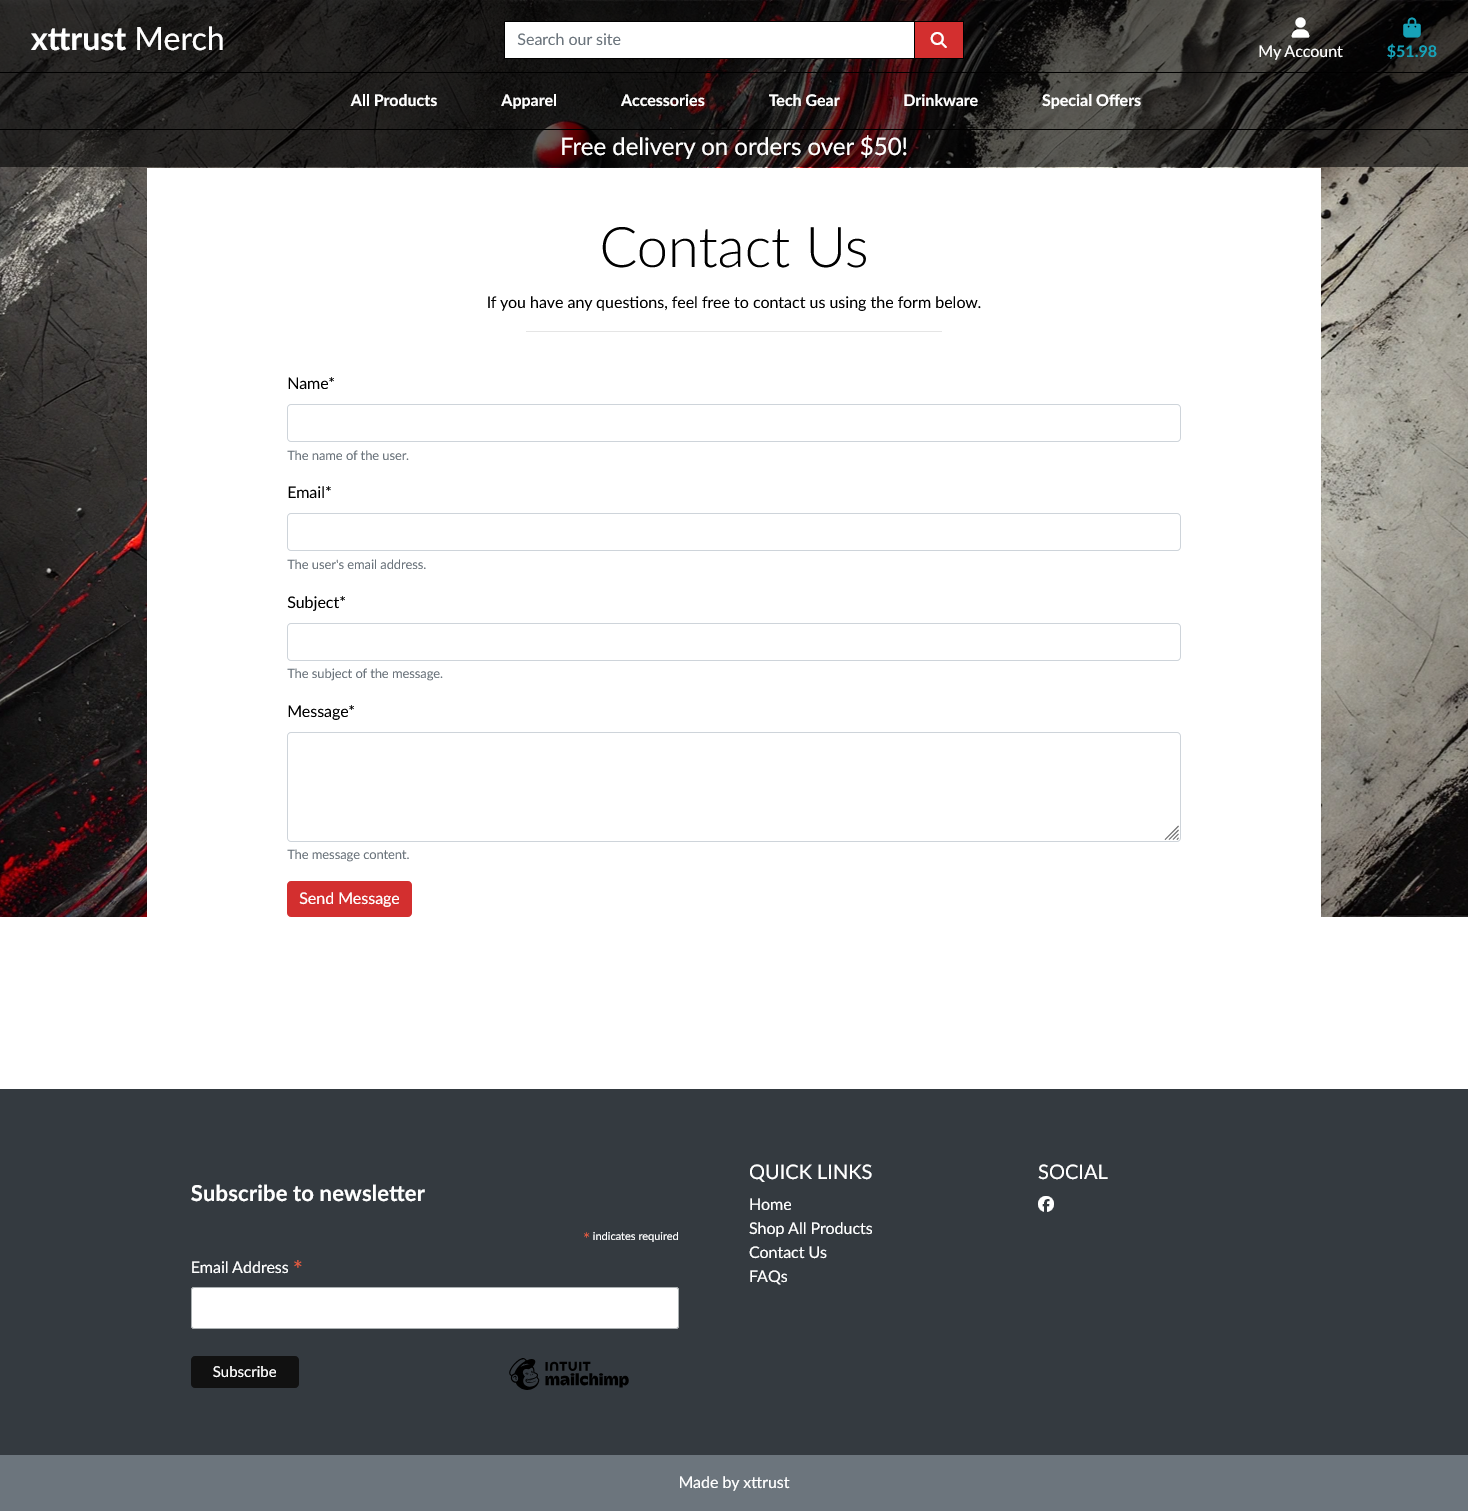 xttrust Merch
Search our site
My Account
$51.98
All Products
Apparel
Accessories
Tech Gear
Drinkware
Special Offers
Free delivery on orders over $50!
Contact Us
If you have any questions, feel free to contact us using the form below.
Name*
The name of the user.
Email*
The user's email address.
Subject*
The subject of the message.
Message*
The message content.
Send Message
Subscribe to newsletter
* indicates required
Email Address *
Subscribe
INTUIT
mailchimp
QUICK LINKS
Home
Shop All Products
Contact Us
FAQs
SOCIAL
Made by xttrust